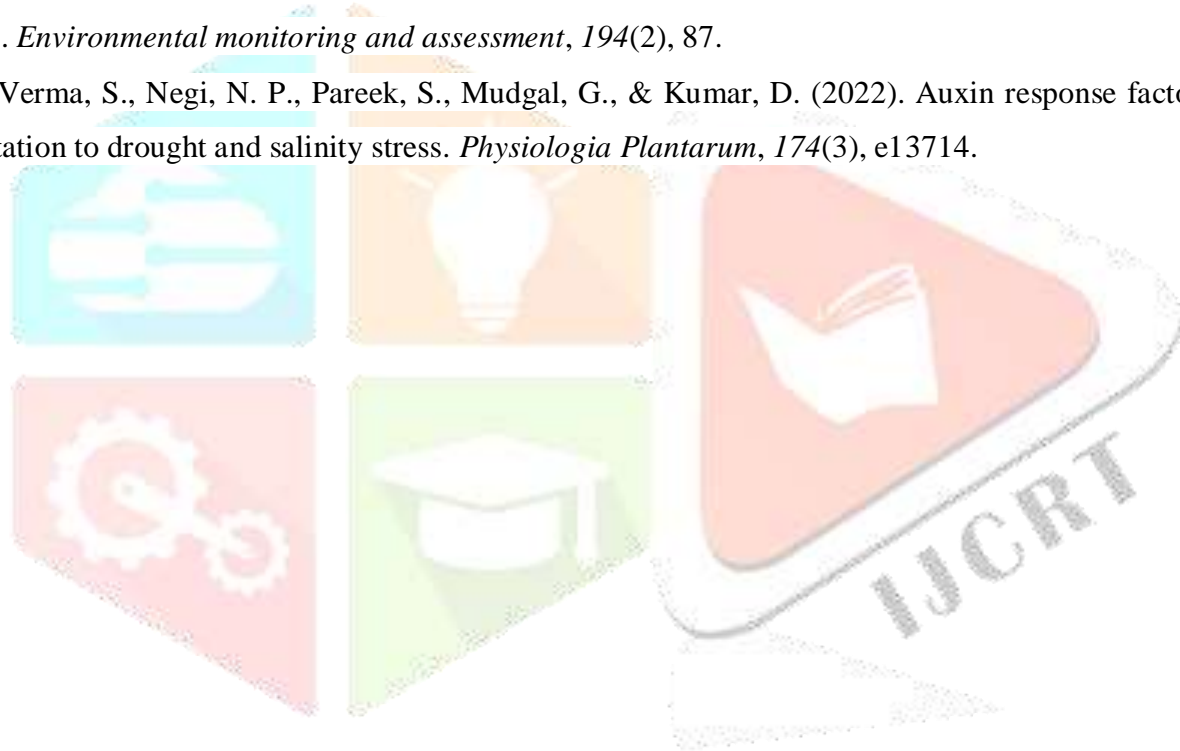 . Environmental monitoring and assessment, 194(2), 87.
Verma, S., Negi, N. P., Pareek, S., Mudgal, G., & Kumar, D. (2022). Auxin response facto
tation to drought and salinity stress. Physiologia Plantarum, 174(3), e13714.
IJCRT